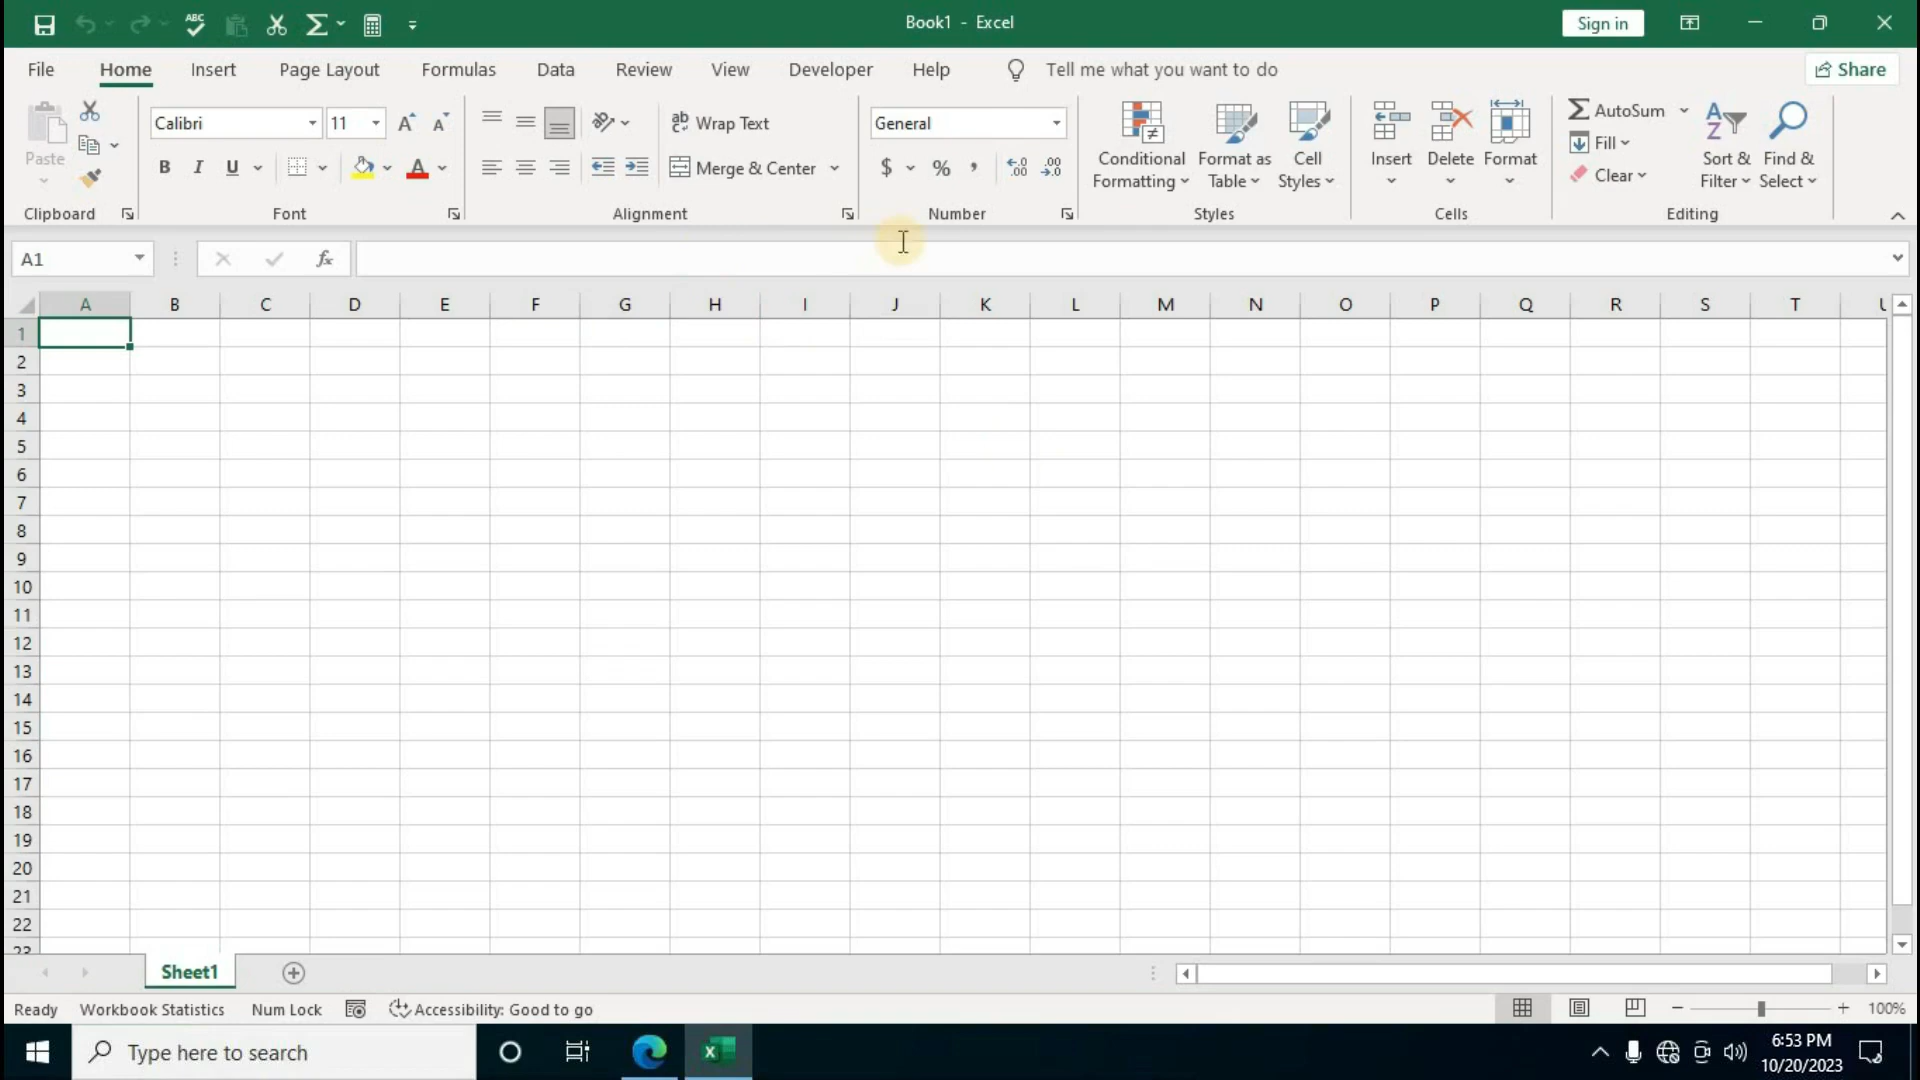 Book1 - Excel
Sign in
File Home Insert Page Layout Formulas Data Review View Developer Help Tell me what you want to do Share
Calibri 11 Wrap Text General AutoSum
Paste Conditional Formatting Format as Table Cell Styles Insert Delete Format Fill Sort & Filter Find & Select
B I U Merge & Center $ % , Clear
Clipboard Font Alignment Number Styles Cells Editing
A1 fx
A B C D E F G H I J K L M N O P Q R S T
1
2
3
4
5
6
7
8
9
10
11
12
13
14
15
16
17
18
19
20
21
22
23
Sheet1
Ready Workbook Statistics Num Lock Accessibility: Good to go 100%
Type here to search 6:53 PM
10/20/2023